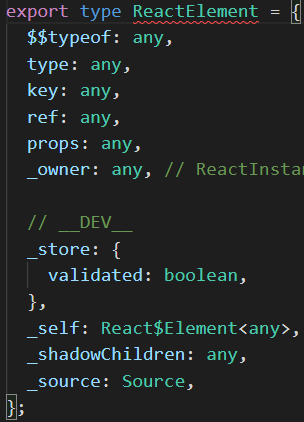 export type ReactElement = {
$$typeof: any,
type: any,
key: any,
ref: any,
props: any,
_owner: any, // ReactInsta
// __DEV__
_store: {
validated: boolean,
},
_self: React$Element<any>,
_shadowChildren: any,
_source: Source,
};